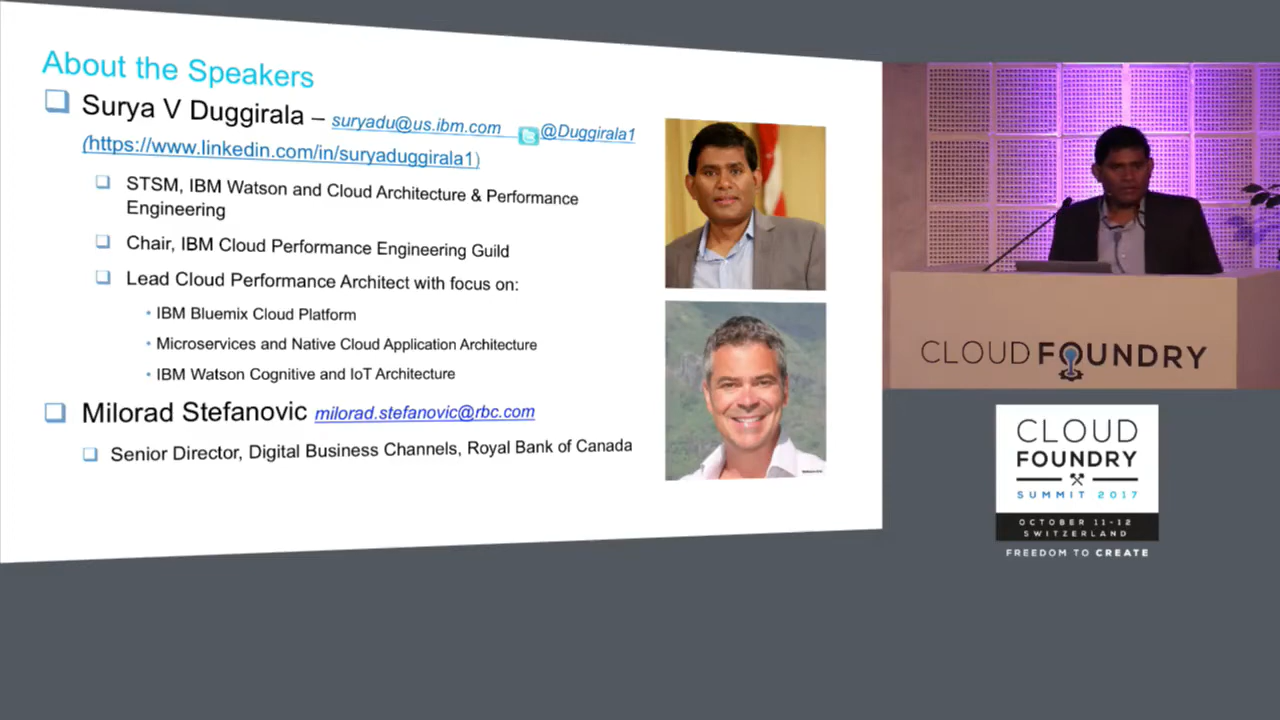 About the Speakers
Surya V Duggirala – suryadu@us.ibm.com @Duggirala1
(https://www.linkedin.com/in/suryaduggirala1)
STSM, IBM Watson and Cloud Architecture & Performance
Engineering
Chair, IBM Cloud Performance Engineering Guild
Lead Cloud Performance Architect with focus on:
IBM Bluemix Cloud Platform
Microservices and Native Cloud Application Architecture
IBM Watson Cognitive and IoT Architecture
Milorad Stefanovic milorad.stefanovic@rbc.com
Senior Director, Digital Business Channels, Royal Bank of Canada
CLOUD FOUNDRY
CLOUD
FOUNDRY
SUMMIT 2017
OCTOBER 11-12
SWITZERLAND
FREEDOM TO CREATE